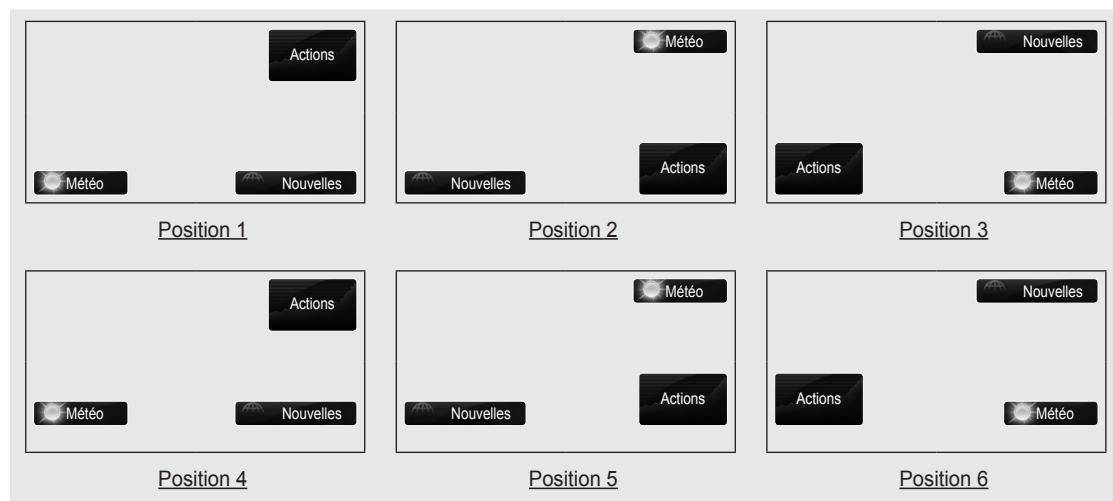 Actions
Météo
Nouvelles
Position 1
Météo
Actions
Nouvelles
Position 2
Nouvelles
Actions
Météo
Position 3
Actions
Météo
Nouvelles
Position 4
Météo
Actions
Nouvelles
Position 5
Nouvelles
Actions
Météo
Position 6